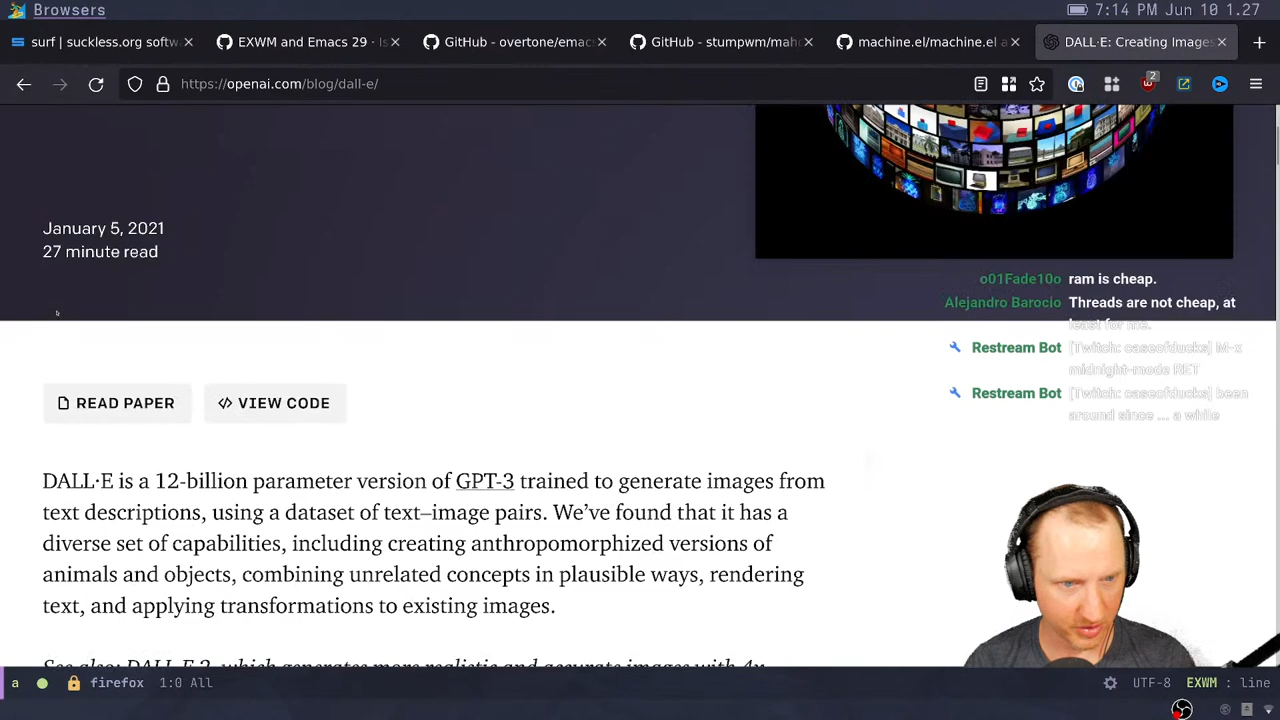 Browsers
7:14 PM Jun 10 1.27
surf | suckless.org softw
EXWM and Emacs 29 · Is
GitHub - overtone/emac
GitHub - stumpwm/maho
machine.el/machine.el a
DALL·E: Creating Images
https://openai.com/blog/dall-e/
2
January 5, 2021
27 minute read
o01Fade10o ram is cheap.
Alejandro Barocio Threads are not cheap, at
least for me.
Restream Bot [Twitch: caseofducks] M-x
midnight-mode RET
Restream Bot [Twitch: caseofducks] been
around since ... a while
READ PAPER
VIEW CODE
DALL·E is a 12-billion parameter version of GPT-3 trained to generate images from
text descriptions, using a dataset of text–image pairs. We’ve found that it has a
diverse set of capabilities, including creating anthropomorphized versions of
animals and objects, combining unrelated concepts in plausible ways, rendering
text, and applying transformations to existing images.
See also: DALL·E 2, which generates more realistic and accurate images with 4x
a firefox 1:0 All
UTF-8 EXWM : line